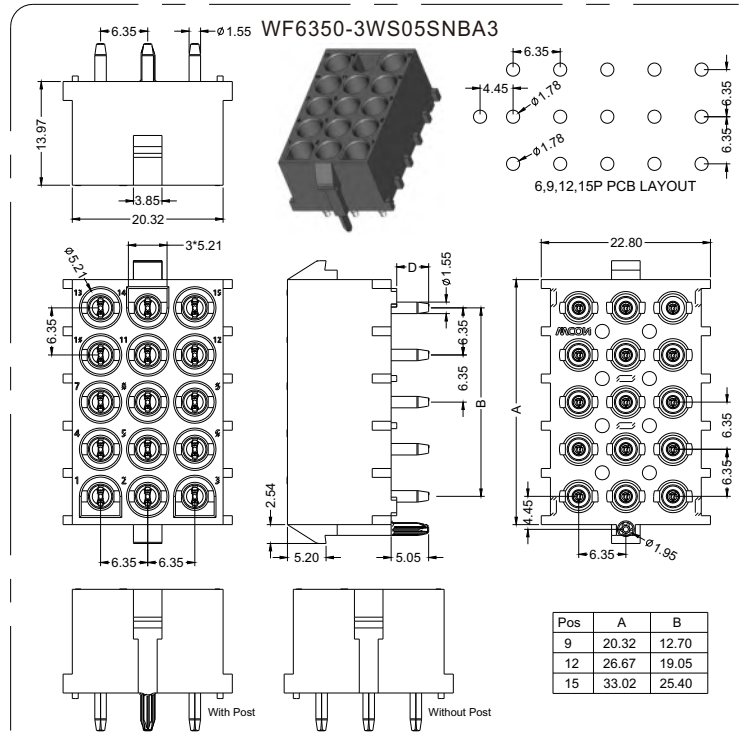 WF6350-3WS05SNBA3
6.35
ø1.55
13.97
3.85
20.32
6.35
4.45
ø1.78
ø1.78
6.35
6.35
6,9,12,15P PCB LAYOUT
3*5.21
ø5.21
13 14 15
6.35
11 12
7 8
4 5 6
1 2 3
6.35 6.35
D
ø1.55
6.35
6.35
B
2.54
5.20
5.05
22.80
WCON
A
6.35
6.35
4.45
6.35
ø1.95
With Post
Without Post
Pos A B
9 20.32 12.70
12 26.67 19.05
15 33.02 25.40